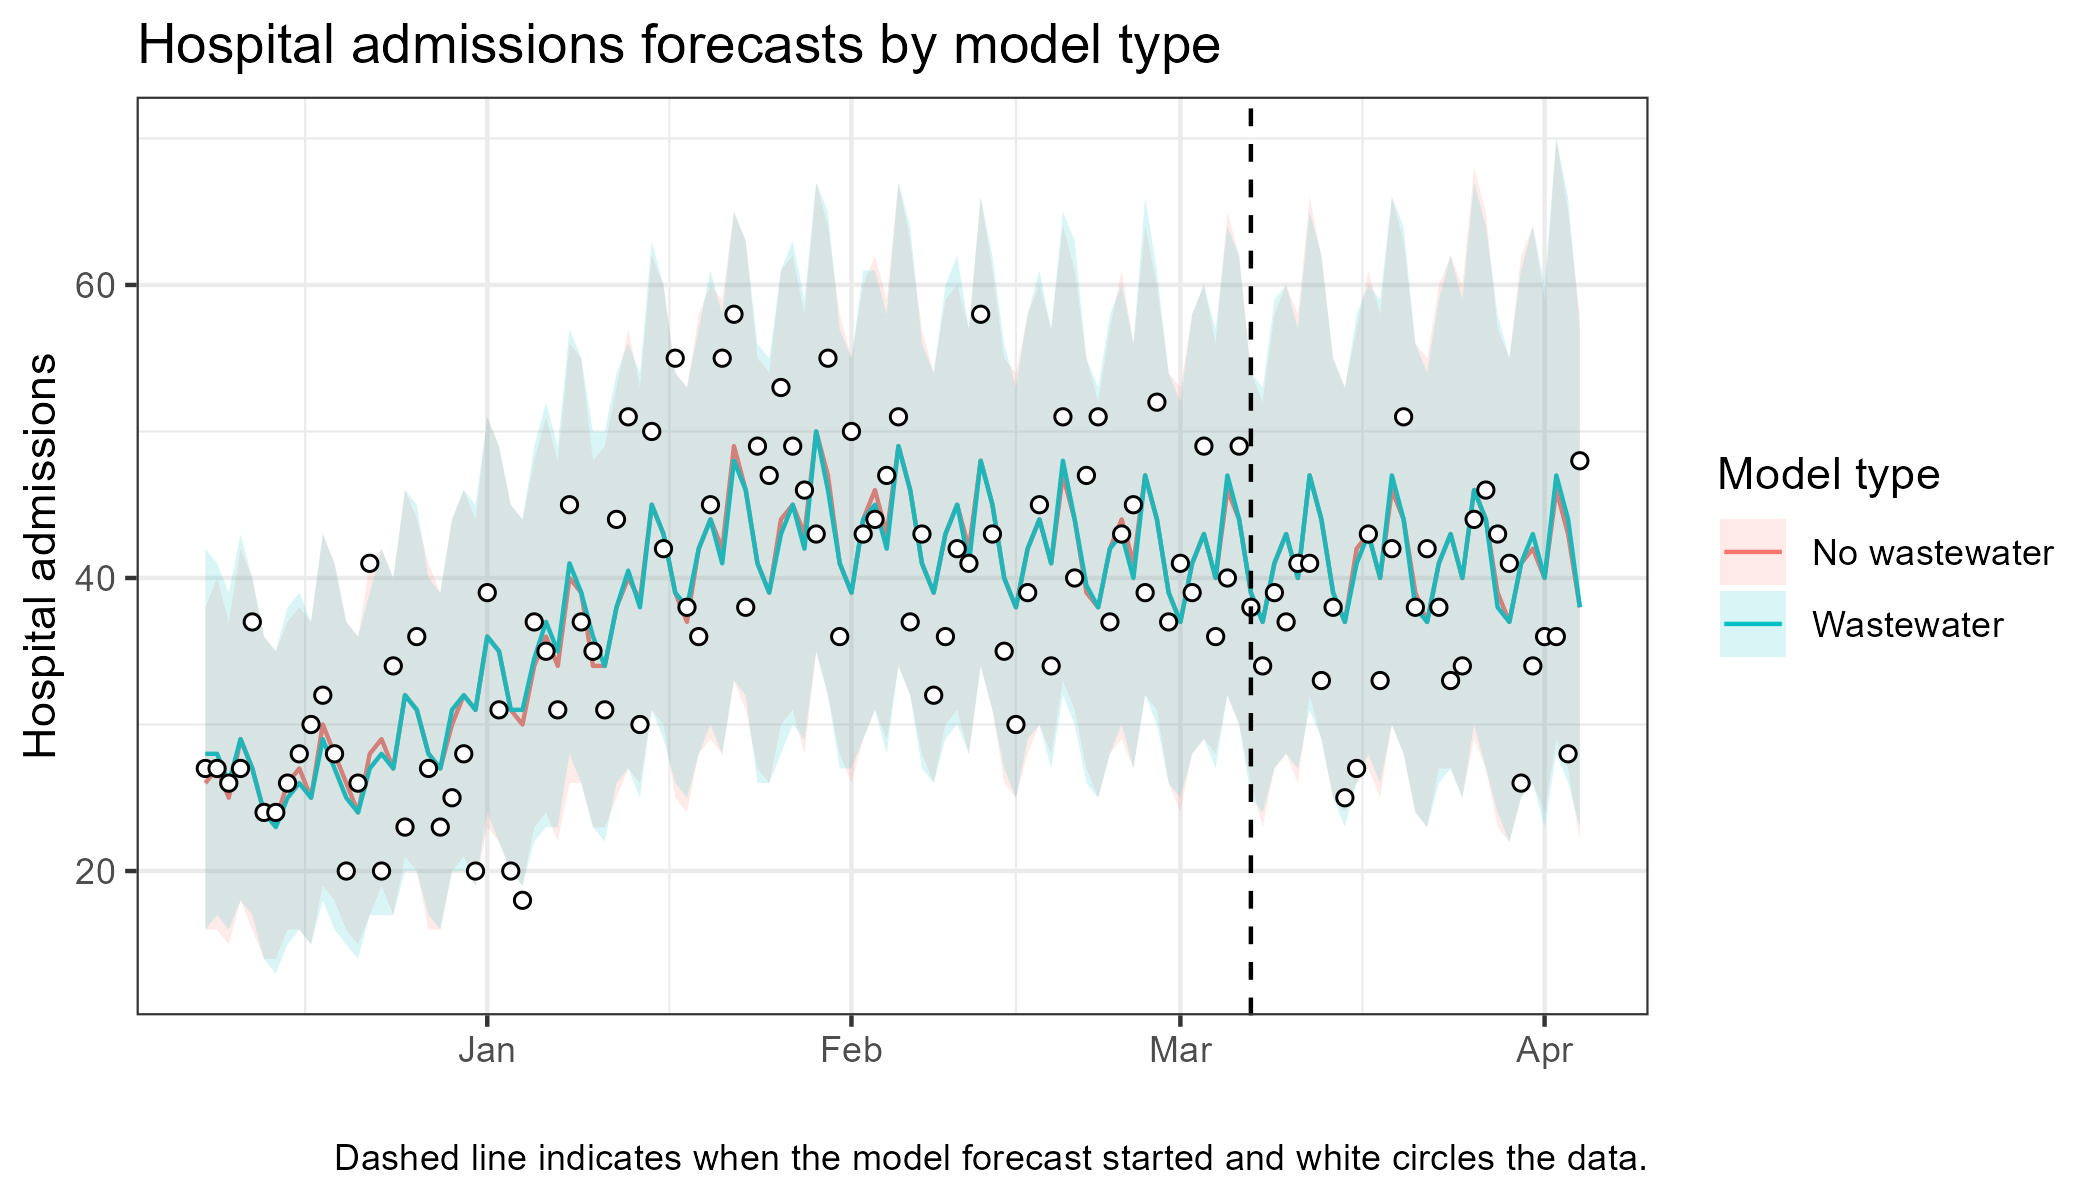 Hospital admissions forecasts by model type
Hospital admissions
60
40
20
Jan
Feb
Mar
Apr
Model type
No wastewater
Wastewater
Dashed line indicates when the model forecast started and white circles the data.